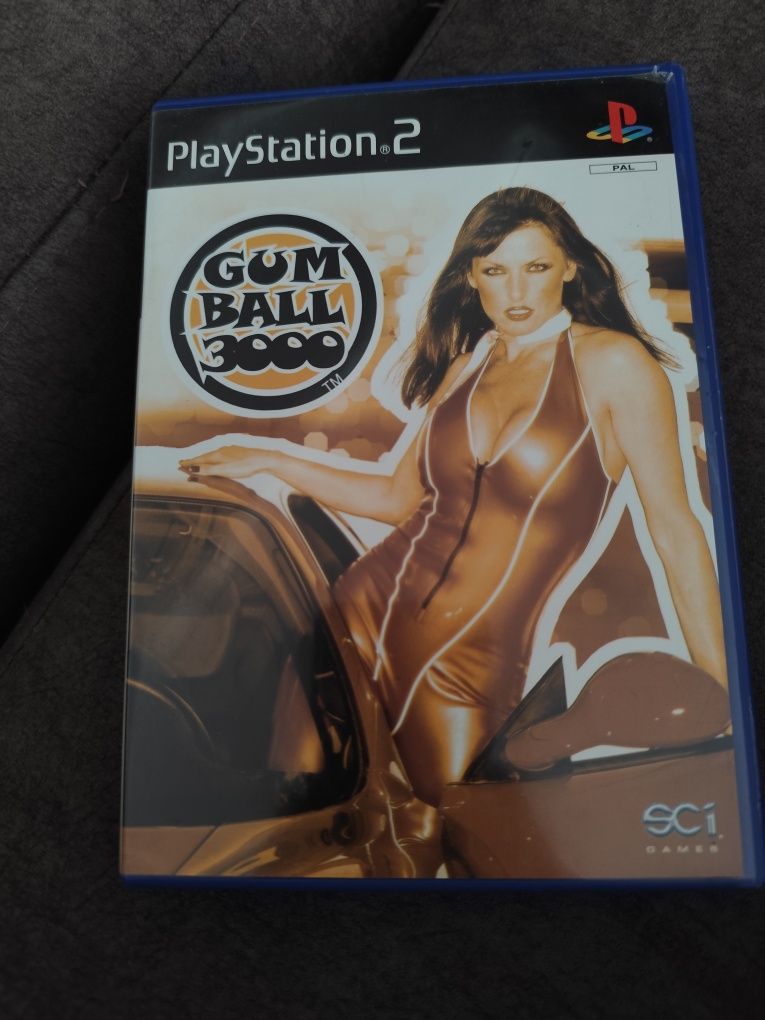 PlayStation®2
PAL
GUM
BALL
3000
TM
SCi
GAMES